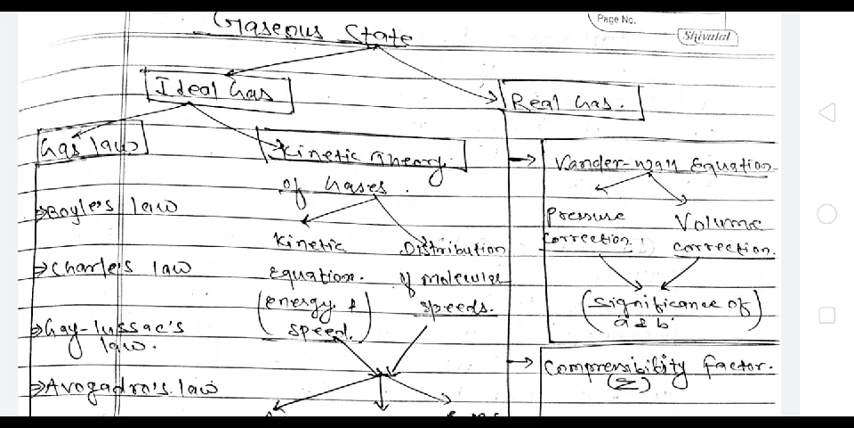 Page No.
Shivalal
Gaseous State
Ideal Gas
Real Gas.
Gas law
Kinetic Theory
of Gases.
Vander-Waall Equation
→Boyle's law
→Charle's law
→Gay-lussac's
law.
→Avogadro's law
Kinetic
Equation.
(energy &
speed.)
Distribution
of molecular
speeds.
Pressure
correction.
Volume
correction.
(Significance of
a & b)
Compressibility factor.
(Z)